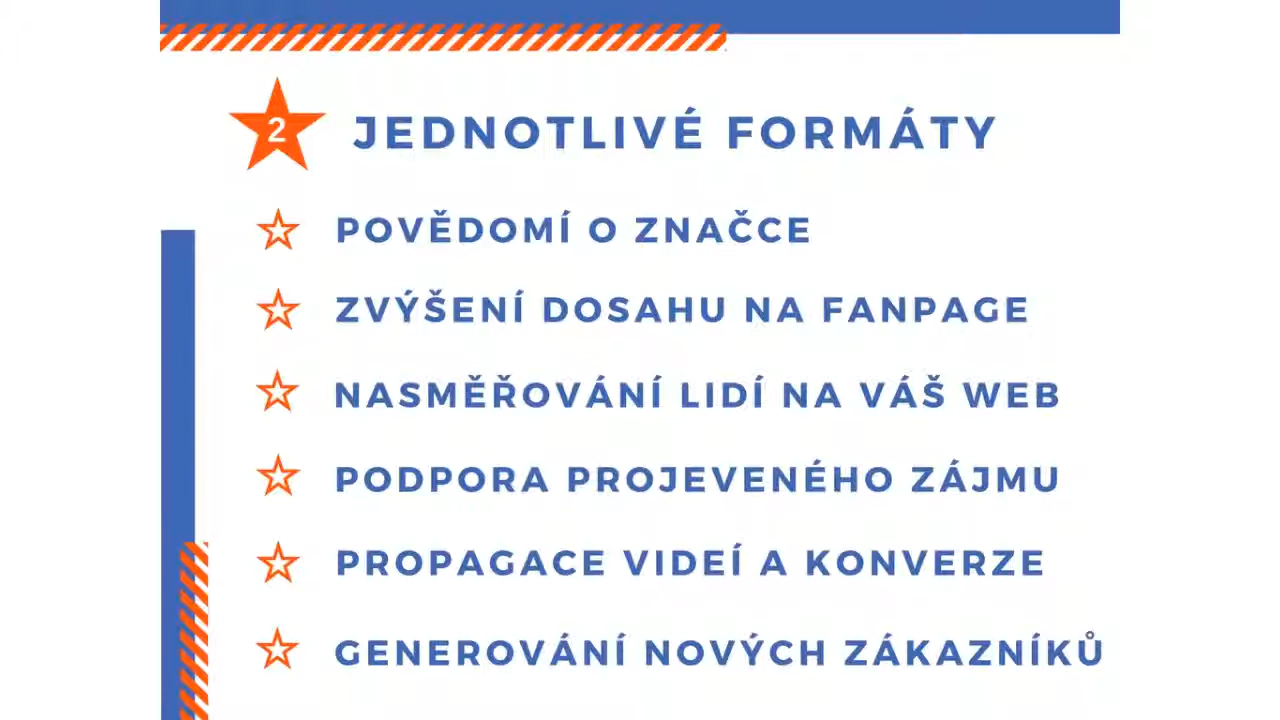 2
JEDNOTLIVÉ FORMÁTY
POVĚDOMÍ O ZNAČCE
ZVÝŠENÍ DOSAHU NA FANPAGE
NASMĚŘOVÁNÍ LIDÍ NA VÁŠ WEB
PODPORA PROJEVENÉHO ZÁJMU
PROPAGACE VIDEÍ A KONVERZE
GENEROVÁNÍ NOVÝCH ZÁKAZNÍKŮ